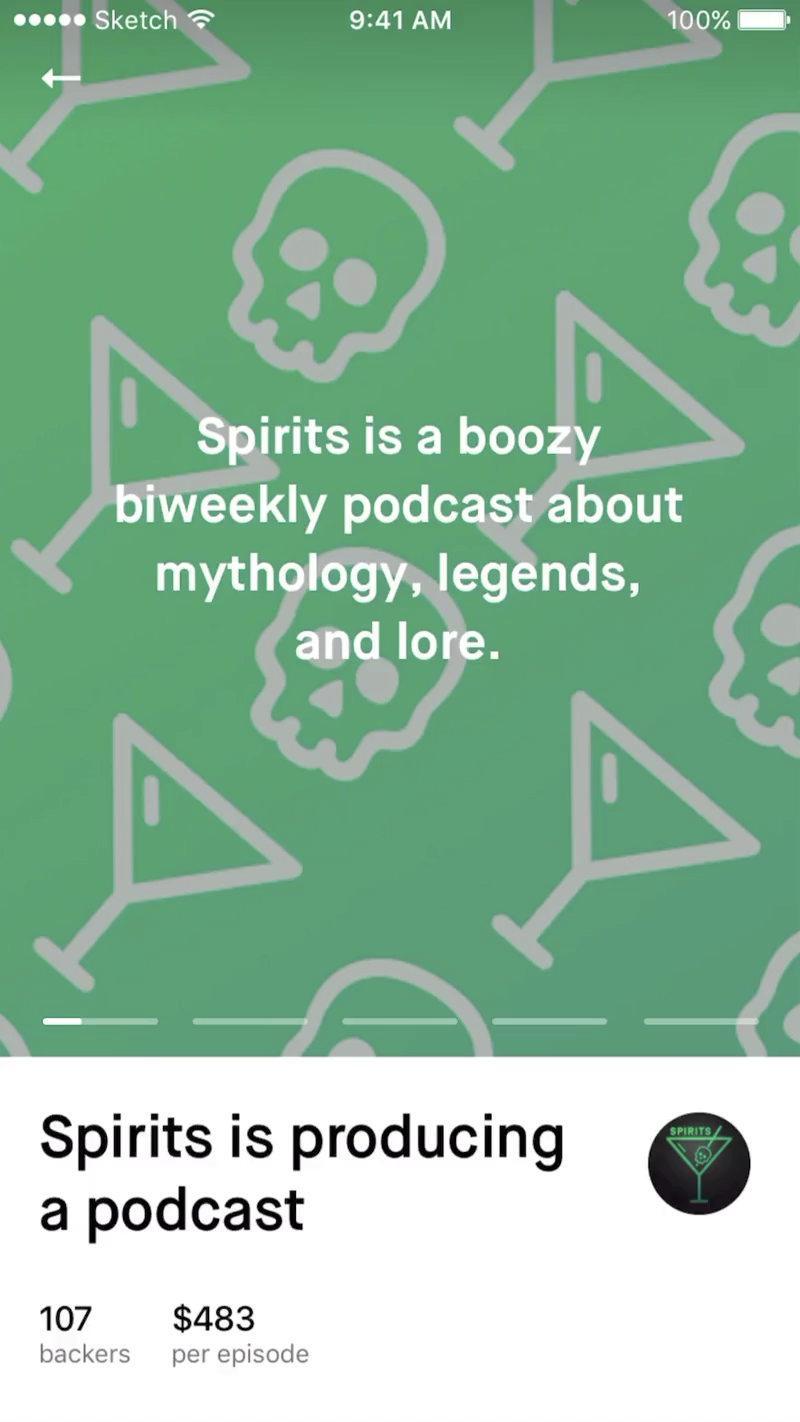 Sketch
9:41 AM
100%
Spirits is a boozy
biweekly podcast about
mythology, legends,
and lore.
Spirits is producing
a podcast
SPIRITS
107
$483
backers
per episode